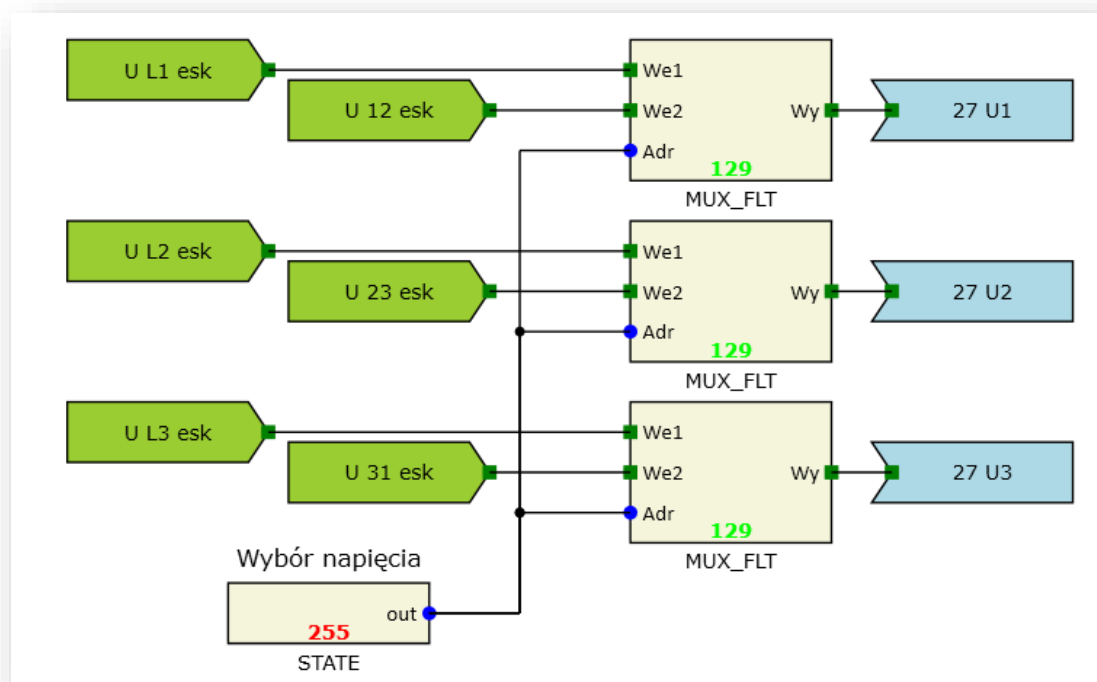 U L1 esk
U 12 esk
We1
We2
Adr
Wy
129
MUX_FLT
27 U1
U L2 esk
U 23 esk
We1
We2
Adr
Wy
129
MUX_FLT
27 U2
U L3 esk
U 31 esk
We1
We2
Adr
Wy
129
MUX_FLT
27 U3
Wybór napięcia
out
255
STATE